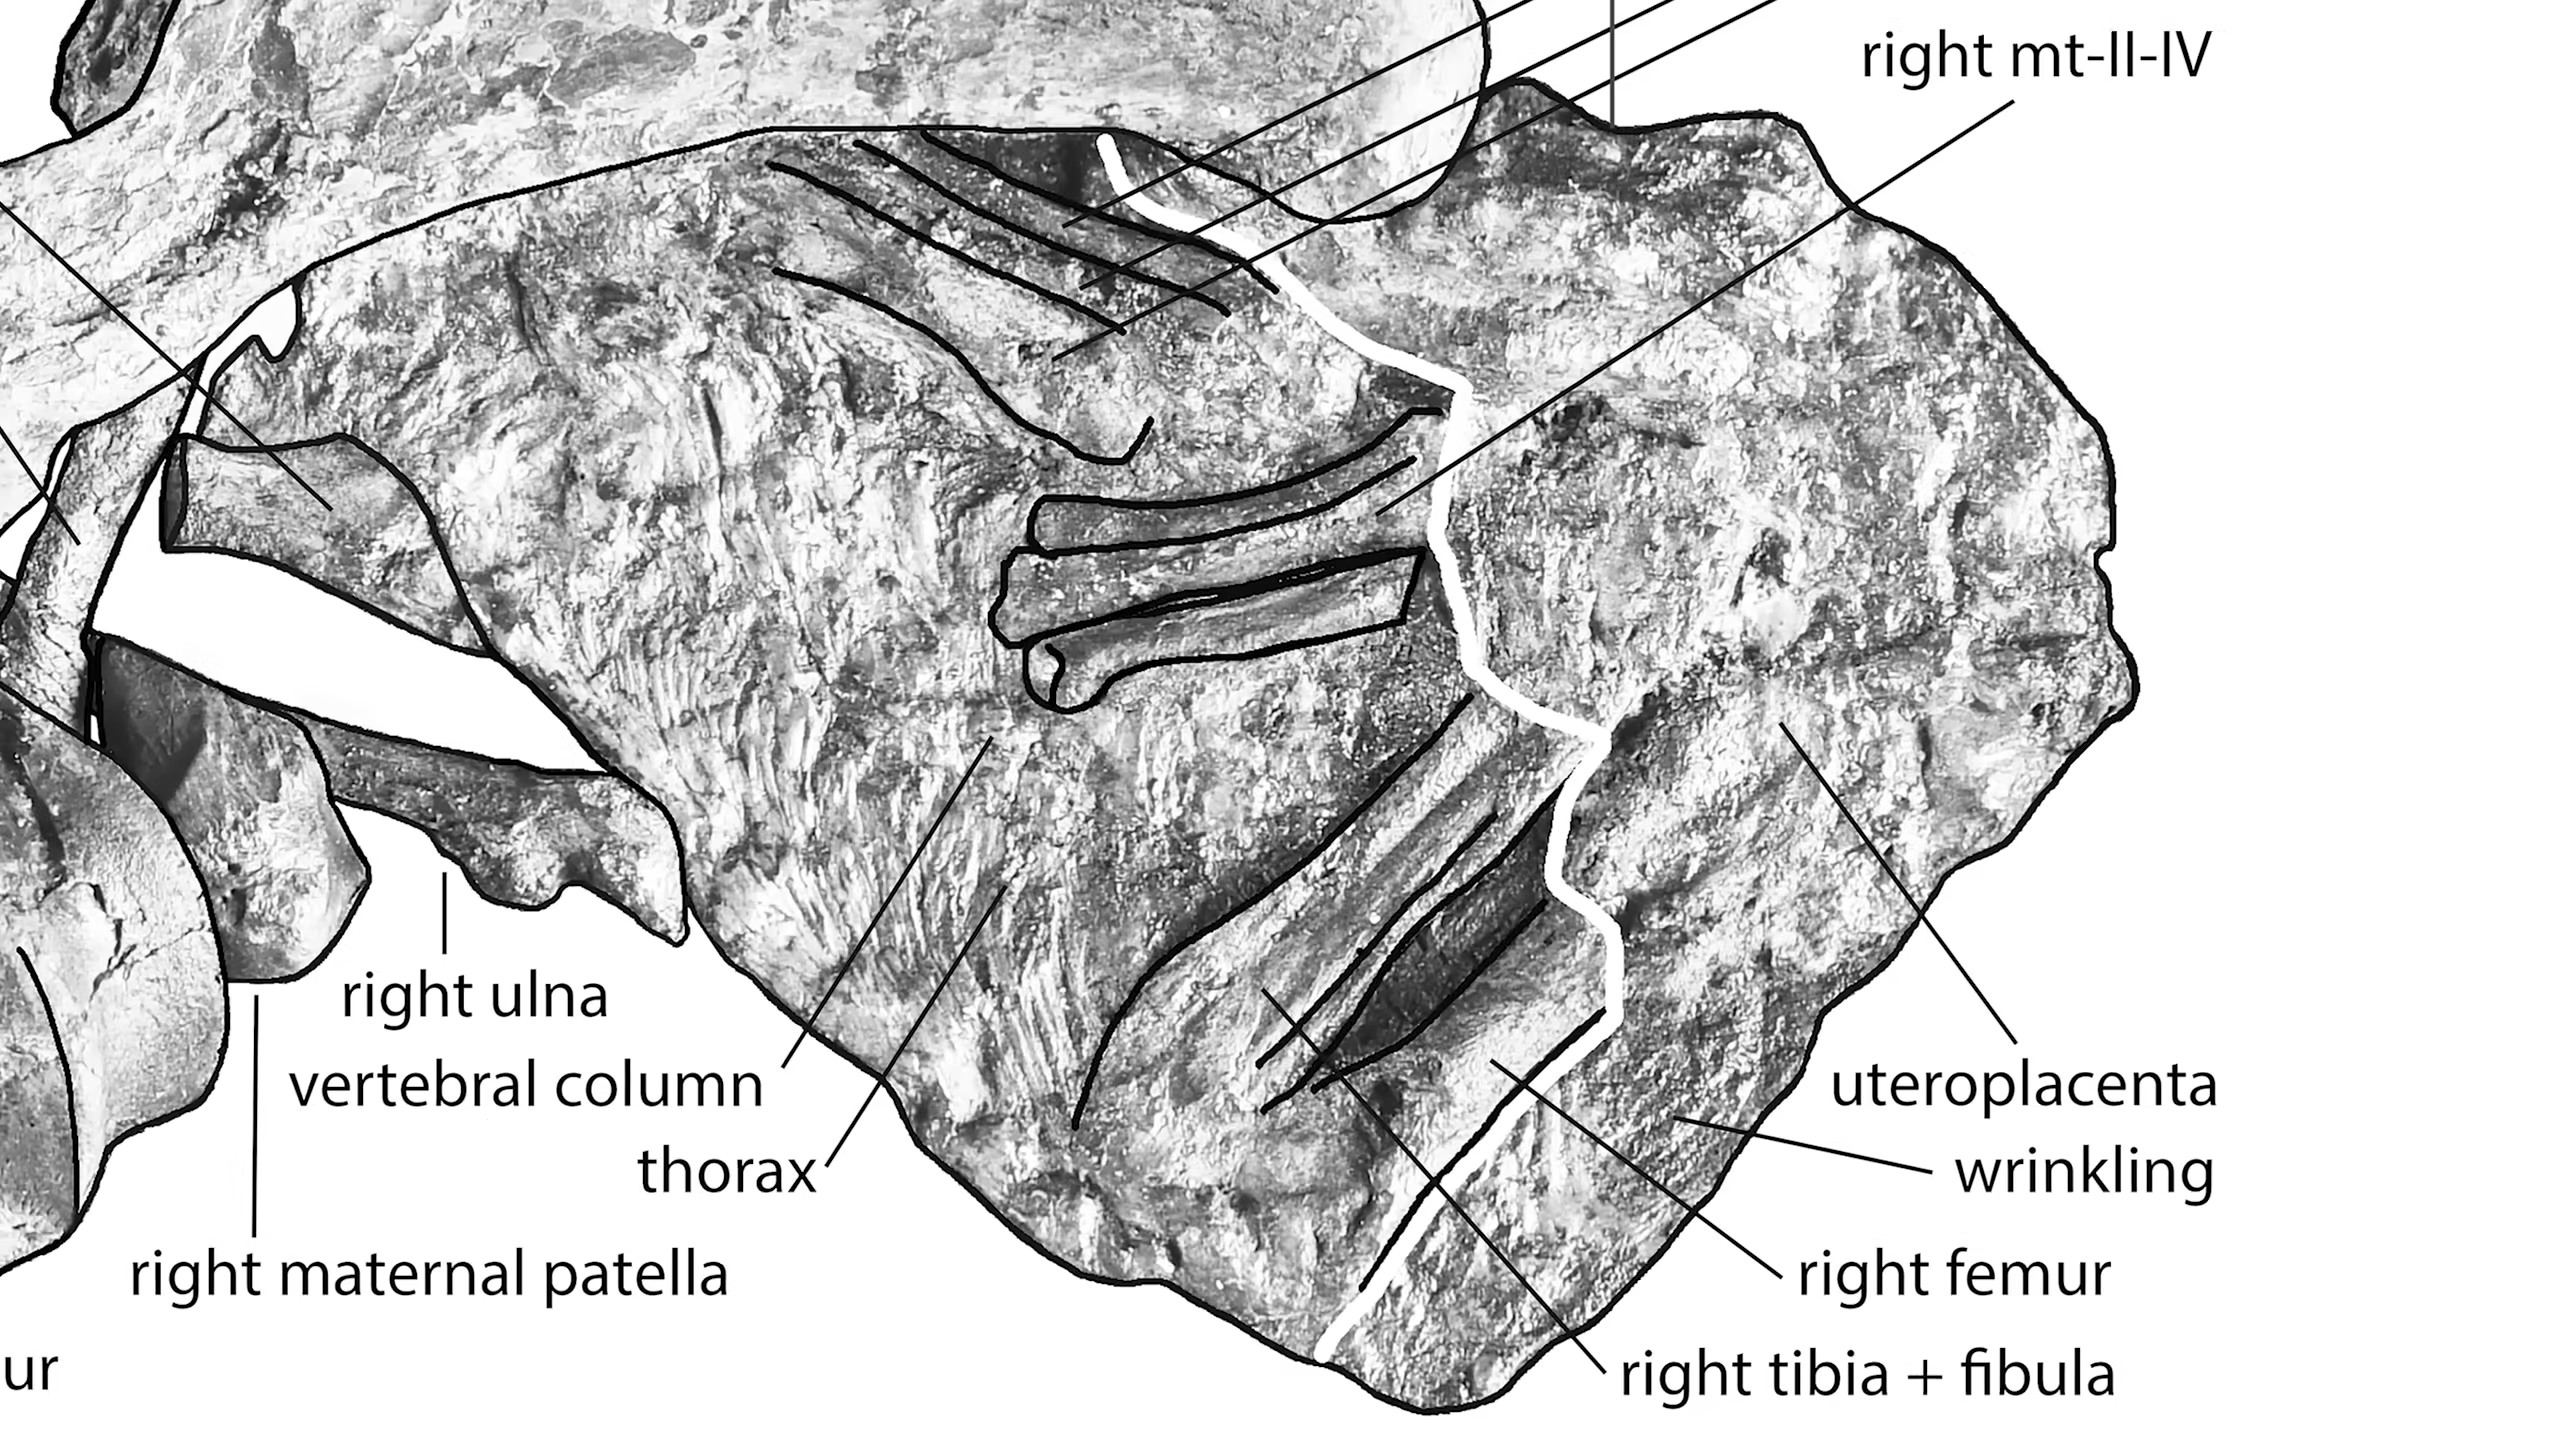 right mt-II-IV
right ulna
vertebral column
thorax
right maternal patella
ur
uteroplacenta
wrinkling
right femur
right tibia + fibula